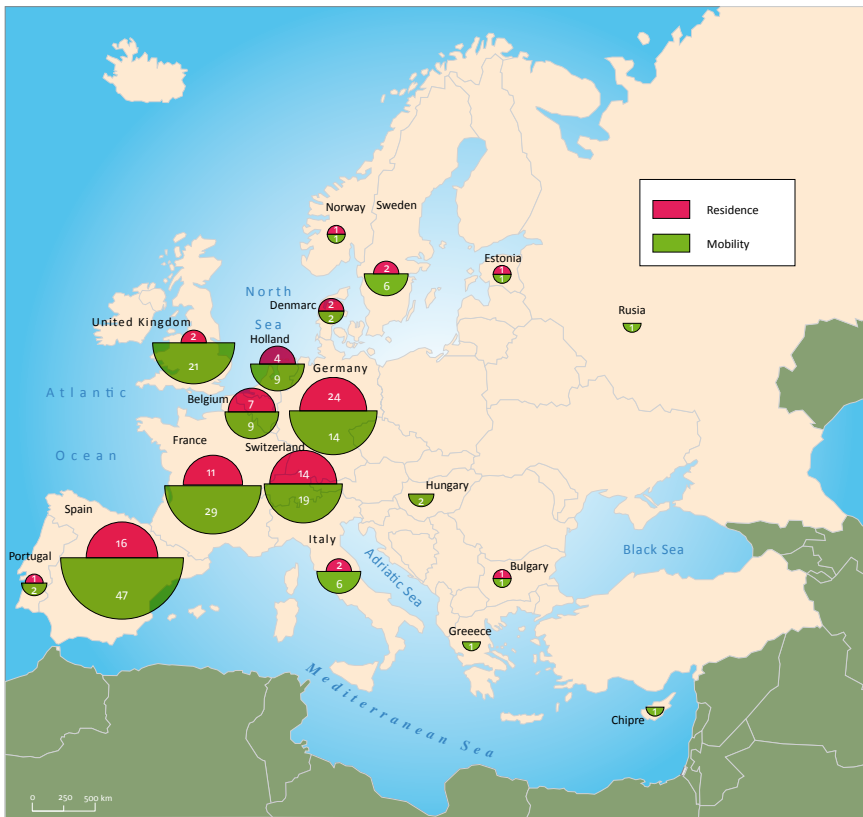 Norway
Sweden
1
1
Residence
Mobility
Estonia
1
1
2
6
North
Sea
Denmarc
2
2
Rusia
1
United Kingdom
2
21
Holland
4
9
Germany
24
14
Atlantic
Ocean
Belgium
7
9
France
11
29
Switzerland
14
19
Hungary
2
Spain
16
47
Portugal
1
2
Italy
2
6
Adriatic Sea
Black Sea
Bulgary
1
1
Greeece
1
Mediterranean Sea
Chipre
1
0 250 500 km